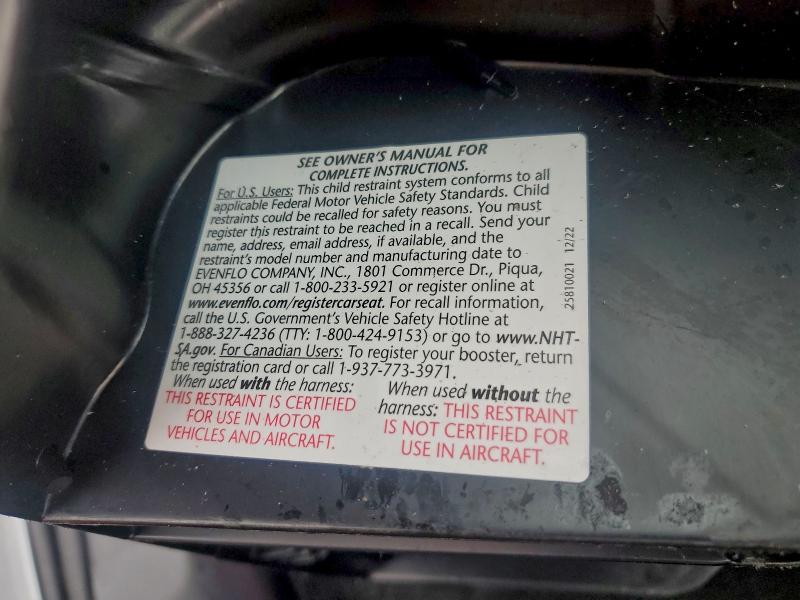 SEE OWNER'S MANUAL FOR
COMPLETE INSTRUCTIONS.
For U.S. Users: This child restraint system conforms to all
applicable Federal Motor Vehicle Safety Standards. Child
restraints could be recalled for safety reasons. You must
register this restraint to be reached in a recall. Send your
name, address, email address, if available, and the
restraint's model number and manufacturing date to
EVENFLO COMPANY, INC., 1801 Commerce Dr., Piqua,
OH 45356 or call 1-800-233-5921 or register online at
www.evenflo.com/registercarseat. For recall information,
call the U.S. Government's Vehicle Safety Hotline at
1-888-327-4236 (TTY: 1-800-424-9153) or go to www.NHT-
SA.gov. For Canadian Users: To register your booster, return
the registration card or call 1-937-773-3971.
When used with the harness:
THIS RESTRAINT IS CERTIFIED
FOR USE IN MOTOR
VEHICLES AND AIRCRAFT.
When used without the
harness: THIS RESTRAINT
IS NOT CERTIFIED FOR
USE IN AIRCRAFT.
25810021 12/22